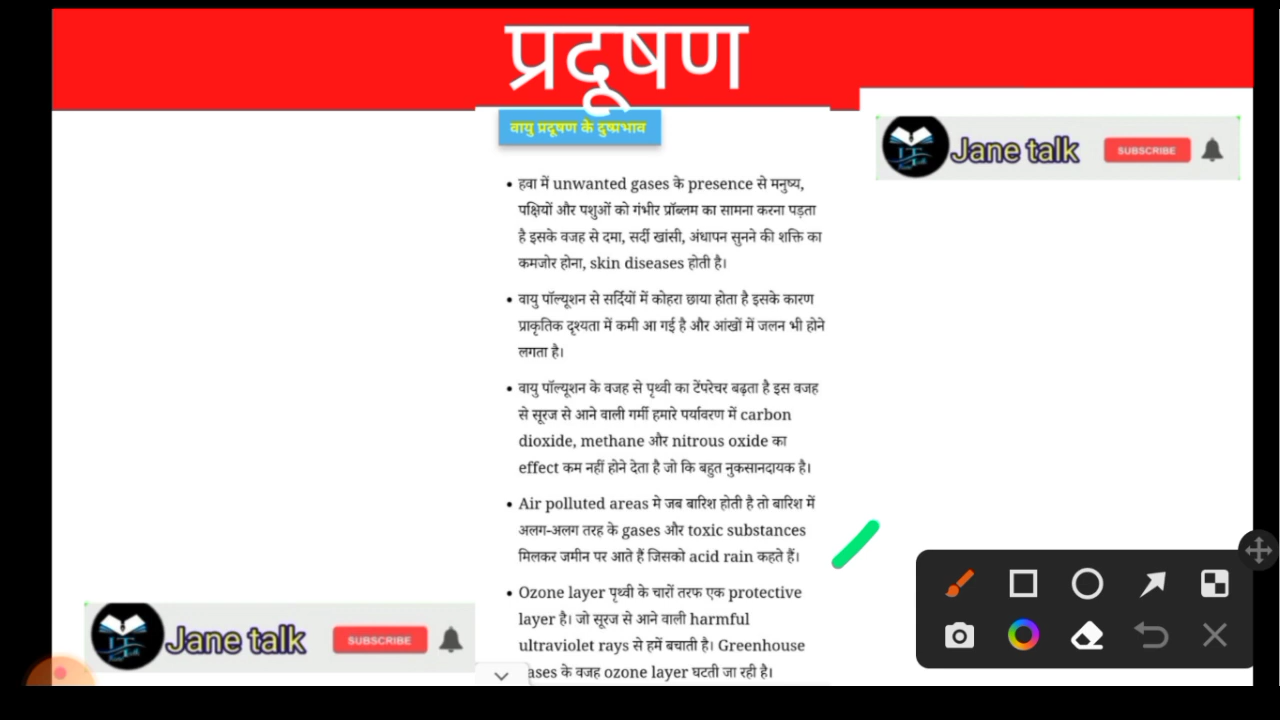 प्रदूषण
वायु प्रदूषण के दुष्प्रभाव
Jane talk
SUBSCRIBE
• हवा में unwanted gases के presence से मनुष्य,
पक्षियों और पशुओं को गंभीर प्रॉब्लम का सामना करना पड़ता
है इसके वजह से दमा, सर्दी खांसी, अंधापन सुनने की शक्ति का
कमजोर होना, skin diseases होती है।
• वायु पॉल्यूशन से सर्दियों में कोहरा छाया होता है इसके कारण
प्राकृतिक दृश्यता में कमी आ गई है और आंखों में जलन भी होने
लगता है।
• वायु पॉल्यूशन के वजह से पृथ्वी का टेंपरेचर बढ़ता है इस वजह
से सूरज से आने वाली गर्मी हमारे पर्यावरण में carbon
dioxide, methane और nitrous oxide का
effect कम नहीं होने देता है जो कि बहुत नुकसानदायक है।
• Air polluted areas मे जब बारिश होती है तो बारिश में
अलग-अलग तरह के gases और toxic substances
मिलकर जमीन पर आते हैं जिसको acid rain कहते हैं।
• Ozone layer पृथ्वी के चारों तरफ एक protective
layer है। जो सूरज से आने वाली harmful
ultraviolet rays से हमें बचाती है। Greenhouse
ases के वजह ozone layer घटती जा रही है।
Jane talk
SUBSCRIBE